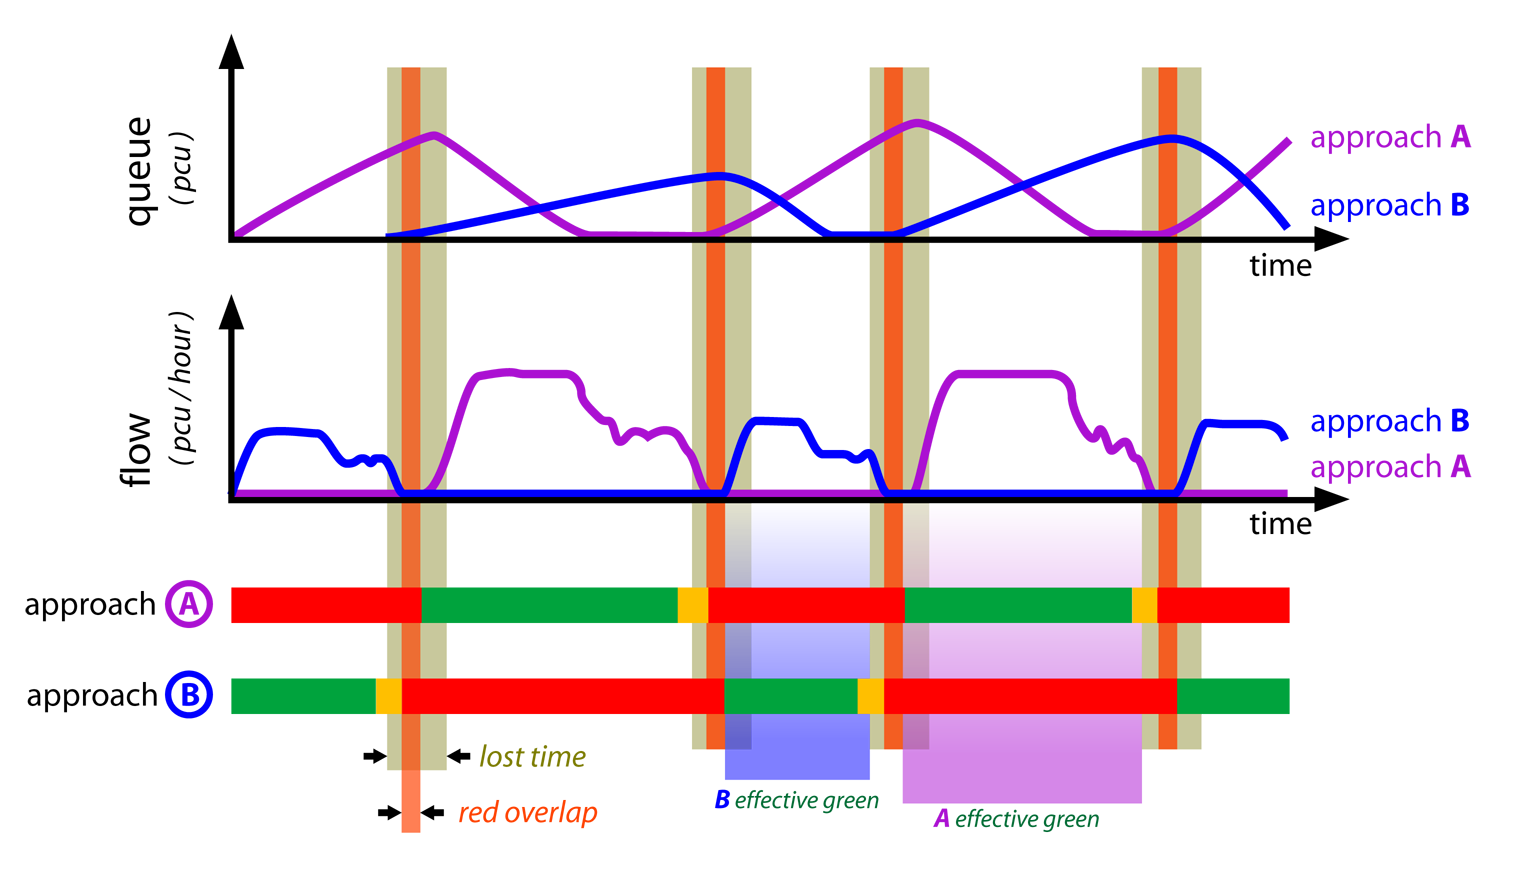 queue
( pcu )
approach A
approach B
time
flow
( pcu / hour )
approach B
approach A
time
approach A
approach B
lost time
red overlap
B effective green
A effective green